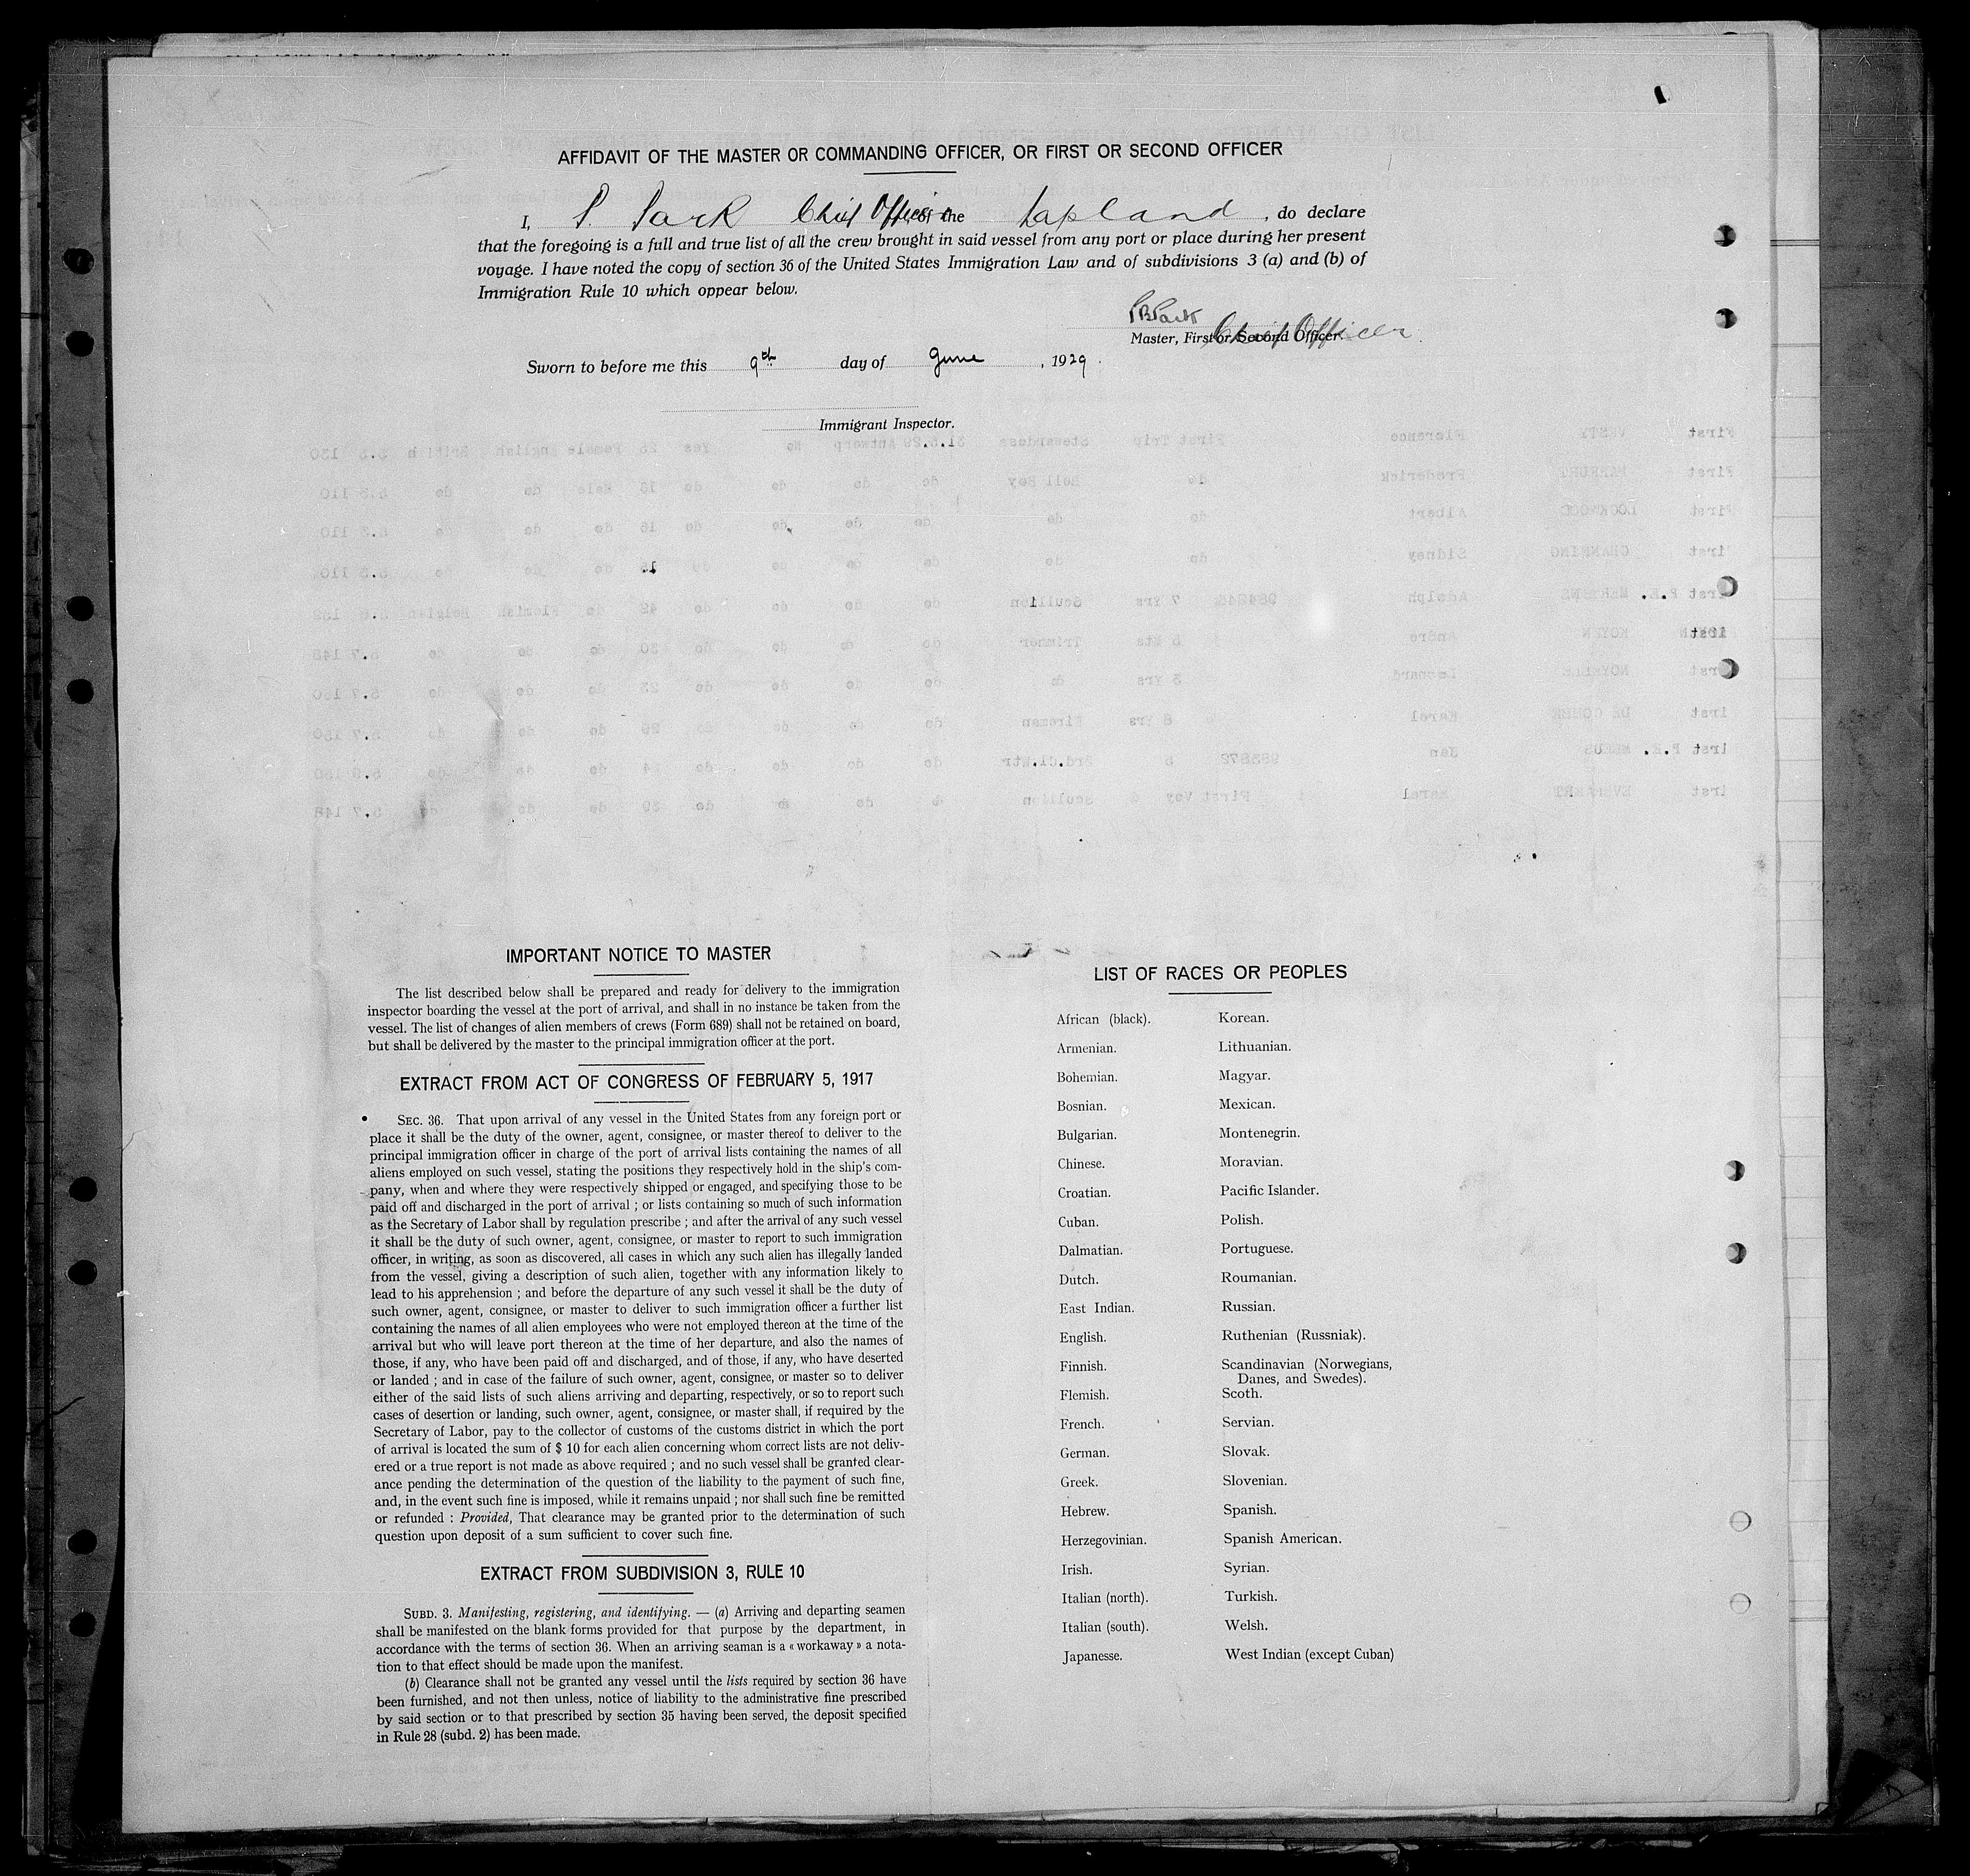 AFFIDAVIT OF THE MASTER OR COMMANDING OFFICER, OR FIRST OR SECOND OFFICER
I, P. Park Chief Officer of the Lapland, do declare
that the foregoing is a full and true list of all the crew brought in said vessel from any port or place during her present
voyage. I have noted the copy of section 36 of the United States Immigration Law and of subdivisions 3 (a) and (b) of
Immigration Rule 10 which oppear below.
PBPark
Chief Officer
Master, First or Second Officer
Sworn to before me this 9th day of June, 1929.
Immigrant Inspector.
IMPORTANT NOTICE TO MASTER
The list described below shall be prepared and ready for delivery to the immigration
inspector boarding the vessel at the port of arrival, and shall in no instance be taken from the
vessel. The list of changes of alien members of crews (Form 689) shall not be retained on board,
but shall be delivered by the master to the principal immigration officer at the port.
EXTRACT FROM ACT OF CONGRESS OF FEBRUARY 5, 1917
SEC. 36. That upon arrival of any vessel in the United States from any foreign port or
place it shall be the duty of the owner, agent, consignee, or master thereof to deliver to the
principal immigration officer in charge of the port of arrival lists containing the names of all
aliens employed on such vessel, stating the positions they respectively hold in the ship's com-
pany, when and where they were respectively shipped or engaged, and specifying those to be
paid off and discharged in the port of arrival ; or lists containing so much of such information
as the Secretary of Labor shall by regulation prescribe ; and after the arrival of any such vessel
it shall be the duty of such owner, agent, consignee, or master to report to such immigration
officer, in writing, as soon as discovered, all cases in which any such alien has illegally landed
from the vessel, giving a description of such alien, together with any information likely to
lead to his apprehension ; and before the departure of any such vessel it shall be the duty of
such owner, agent, consignee, or master to deliver to such immigration officer a further list
containing the names of all alien employees who were not employed thereon at the time of the
arrival but who will leave port thereon at the time of her departure, and also the names of
those, if any, who have been paid off and discharged, and of those, if any, who have deserted
or landed ; and in case of the failure of such owner, agent, consignee, or master so to deliver
either of the said lists of such aliens arriving and departing, respectively, or so to report such
cases of desertion or landing, such owner, agent, consignee, or master shall, if required by the
Secretary of Labor, pay to the collector of customs of the customs district in which the port
of arrival is located the sum of $ 10 for each alien concerning whom correct lists are not deliv-
ered or a true report is not made as above required ; and no such vessel shall be granted clear-
ance pending the determination of the question of the liability to the payment of such fine,
and, in the event such fine is imposed, while it remains unpaid ; nor shall such fine be remitted
or refunded : Provided, That clearance may be granted prior to the determination of such
question upon deposit of a sum sufficient to cover such fine.
EXTRACT FROM SUBDIVISION 3, RULE 10
SUBD. 3. Manifesting, registering, and identifying. — (a) Arriving and departing seamen
shall be manifested on the blank forms provided for that purpose by the department, in
accordance with the terms of section 36. When an arriving seaman is a « workaway » a nota-
tion to that effect should be made upon the manifest.
(b) Clearance shall not be granted any vessel until the lists required by section 36 have
been furnished, and not then unless, notice of liability to the administrative fine prescribed
by said section or to that prescribed by section 35 having been served, the deposit specified
in Rule 28 (subd. 2) has been made.
LIST OF RACES OR PEOPLES
African (black).
Armenian.
Bohemian.
Bosnian.
Bulgarian.
Chinese.
Croatian.
Cuban.
Dalmatian.
Dutch.
East Indian.
English.
Finnish.
Flemish.
French.
German.
Greek.
Hebrew.
Herzegovinian.
Irish.
Italian (north).
Italian (south).
Japanesse.
Korean.
Lithuanian.
Magyar.
Mexican.
Montenegrin.
Moravian.
Pacific Islander.
Polish.
Portuguese.
Roumanian.
Russian.
Ruthenian (Russniak).
Scandinavian (Norwegians,
Danes, and Swedes).
Scoth.
Servian.
Slovak.
Slovenian.
Spanish.
Spanish American.
Syrian.
Turkish.
Welsh.
West Indian (except Cuban)